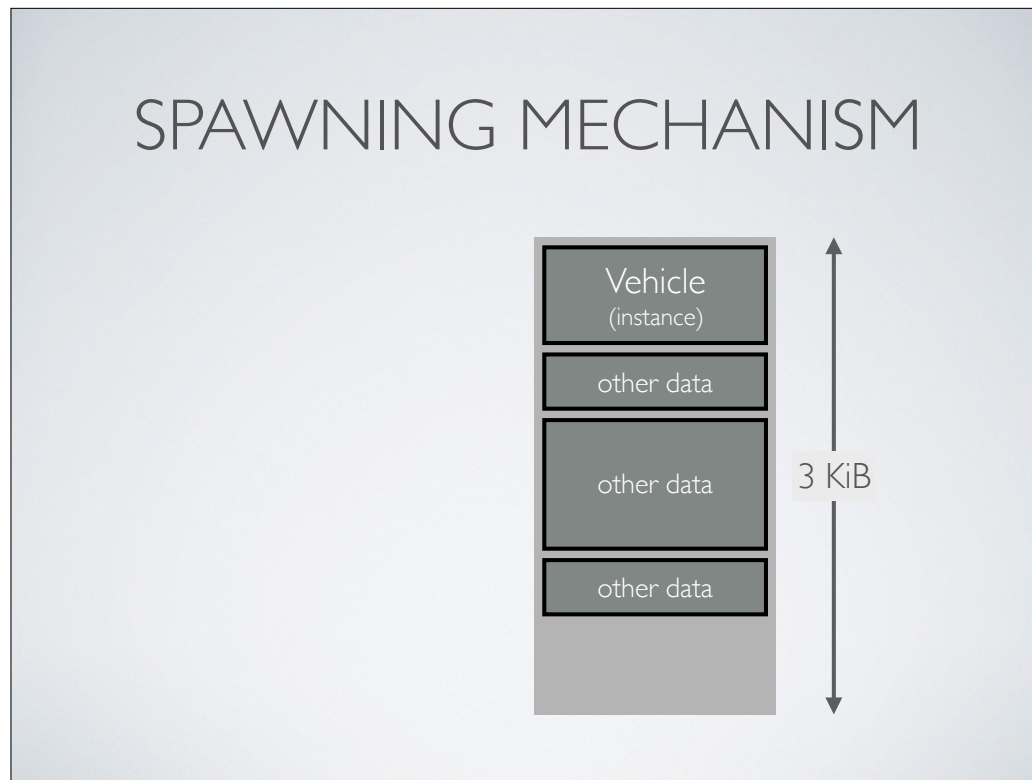 SPAWNING MECHANISM
Vehicle
(instance)
other data
other data
3 KiB
other data